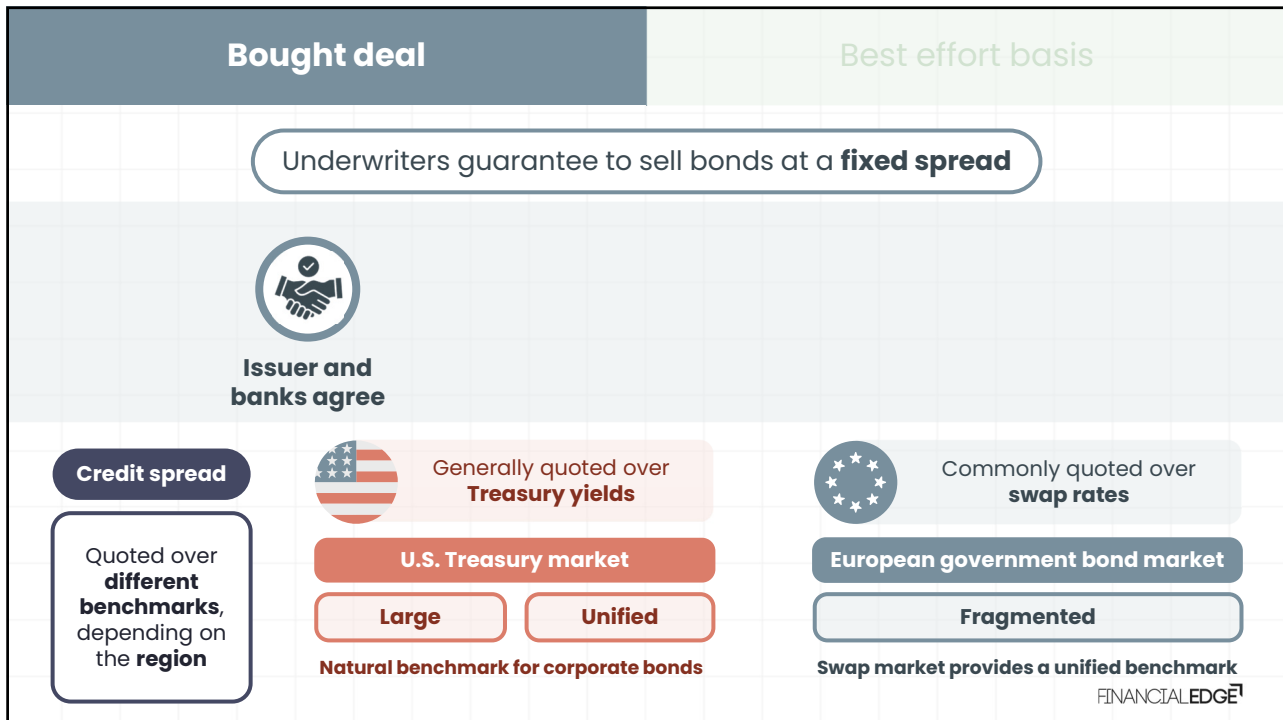 Bought deal
Best effort basis
Underwriters guarantee to sell bonds at a fixed spread
Issuer and
banks agree
Credit spread
Quoted over
different
benchmarks,
depending on
the region
Generally quoted over
Treasury yields
U.S. Treasury market
Large
Unified
Natural benchmark for corporate bonds
Commonly quoted over
swap rates
European government bond market
Fragmented
Swap market provides a unified benchmark
FINANCIALEDGE